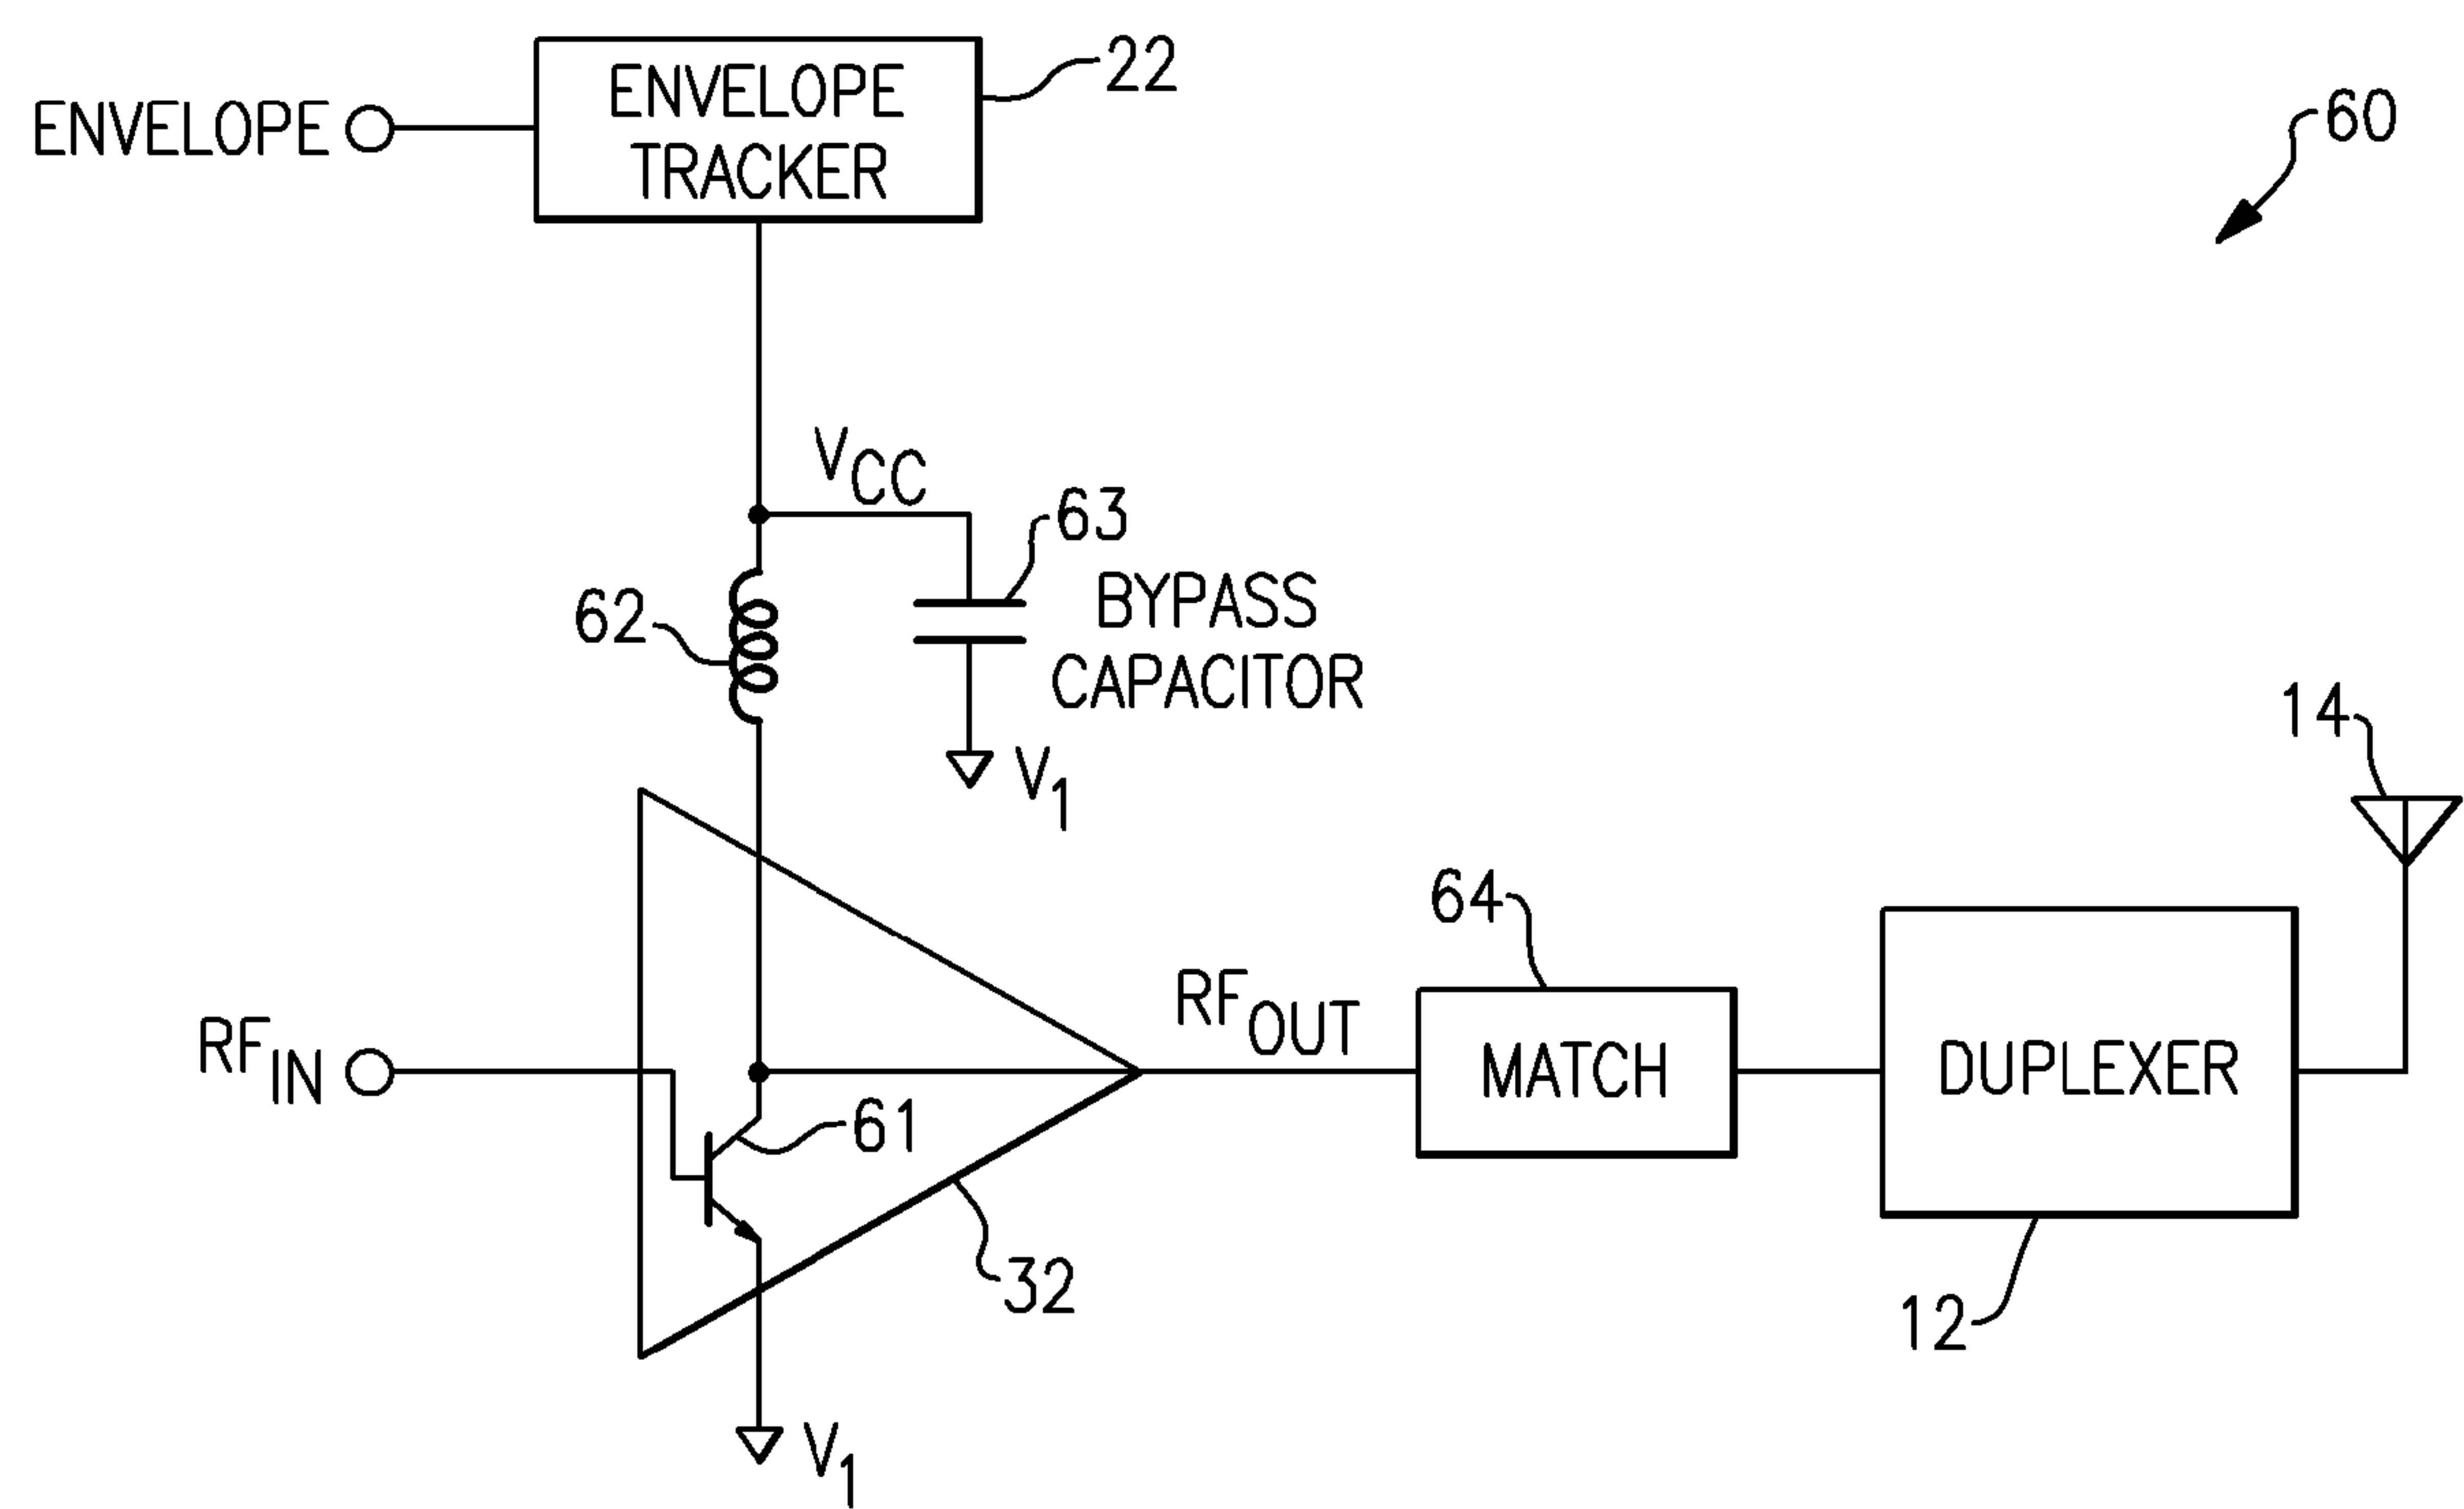 ENVELOPE
ENVELOPE
TRACKER
22
60
VCC
63
BYPASS
CAPACITOR
62
V1
14
64
RFIN
RFOUT
MATCH
DUPLEXER
61
32
12
V1